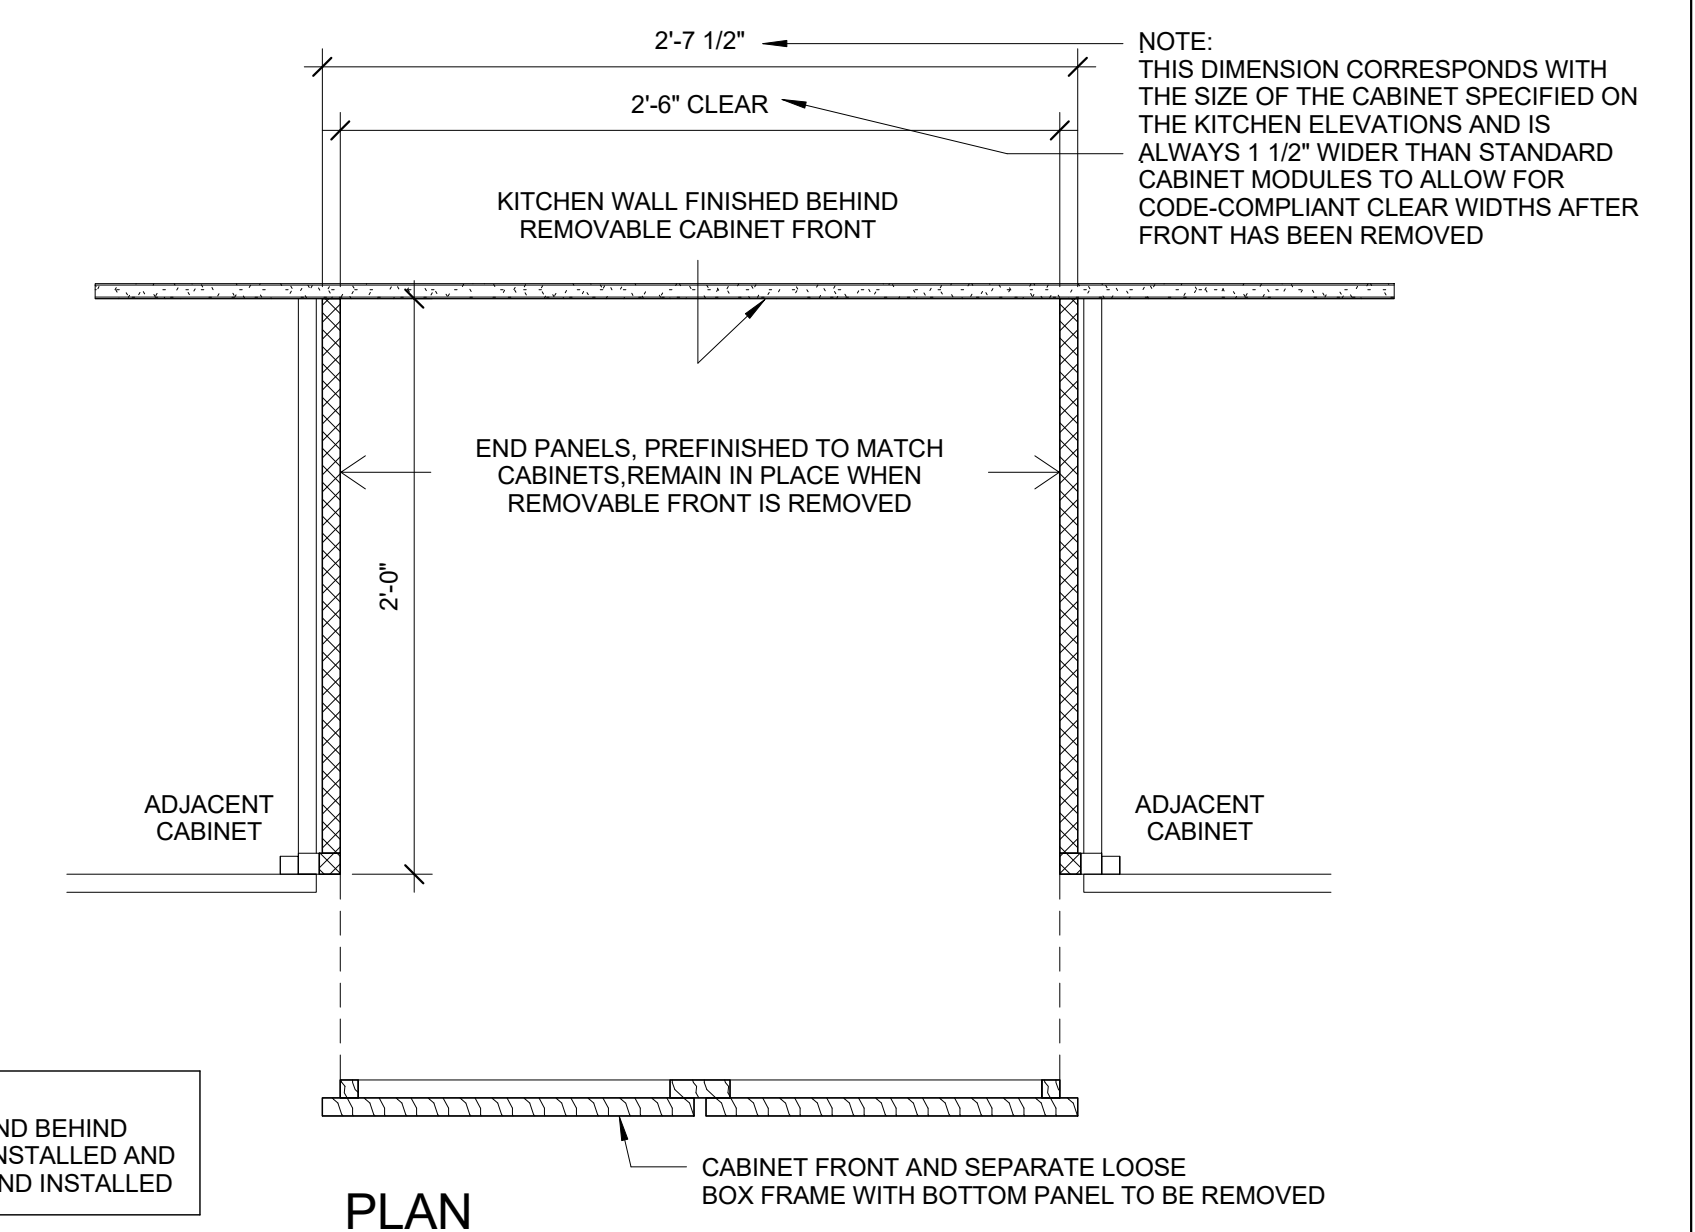 2'-7 1/2"
2'-6" CLEAR
NOTE:
THIS DIMENSION CORRESPONDS WITH
THE SIZE OF THE CABINET SPECIFIED ON
THE KITCHEN ELEVATIONS AND IS
ALWAYS 1 1/2" WIDER THAN STANDARD
CABINET MODULES TO ALLOW FOR
CODE-COMPLIANT CLEAR WIDTHS AFTER
FRONT HAS BEEN REMOVED
KITCHEN WALL FINISHED BEHIND
REMOVABLE CABINET FRONT
END PANELS, PREFINISHED TO MATCH
CABINETS,REMAIN IN PLACE WHEN
REMOVABLE FRONT IS REMOVED
2'-0"
ADJACENT
CABINET
ADJACENT
CABINET
BEHIND
AND
INSTALLED
CABINET FRONT AND SEPARATE LOOSE
BOX FRAME WITH BOTTOM PANEL TO BE REMOVED
PLAN